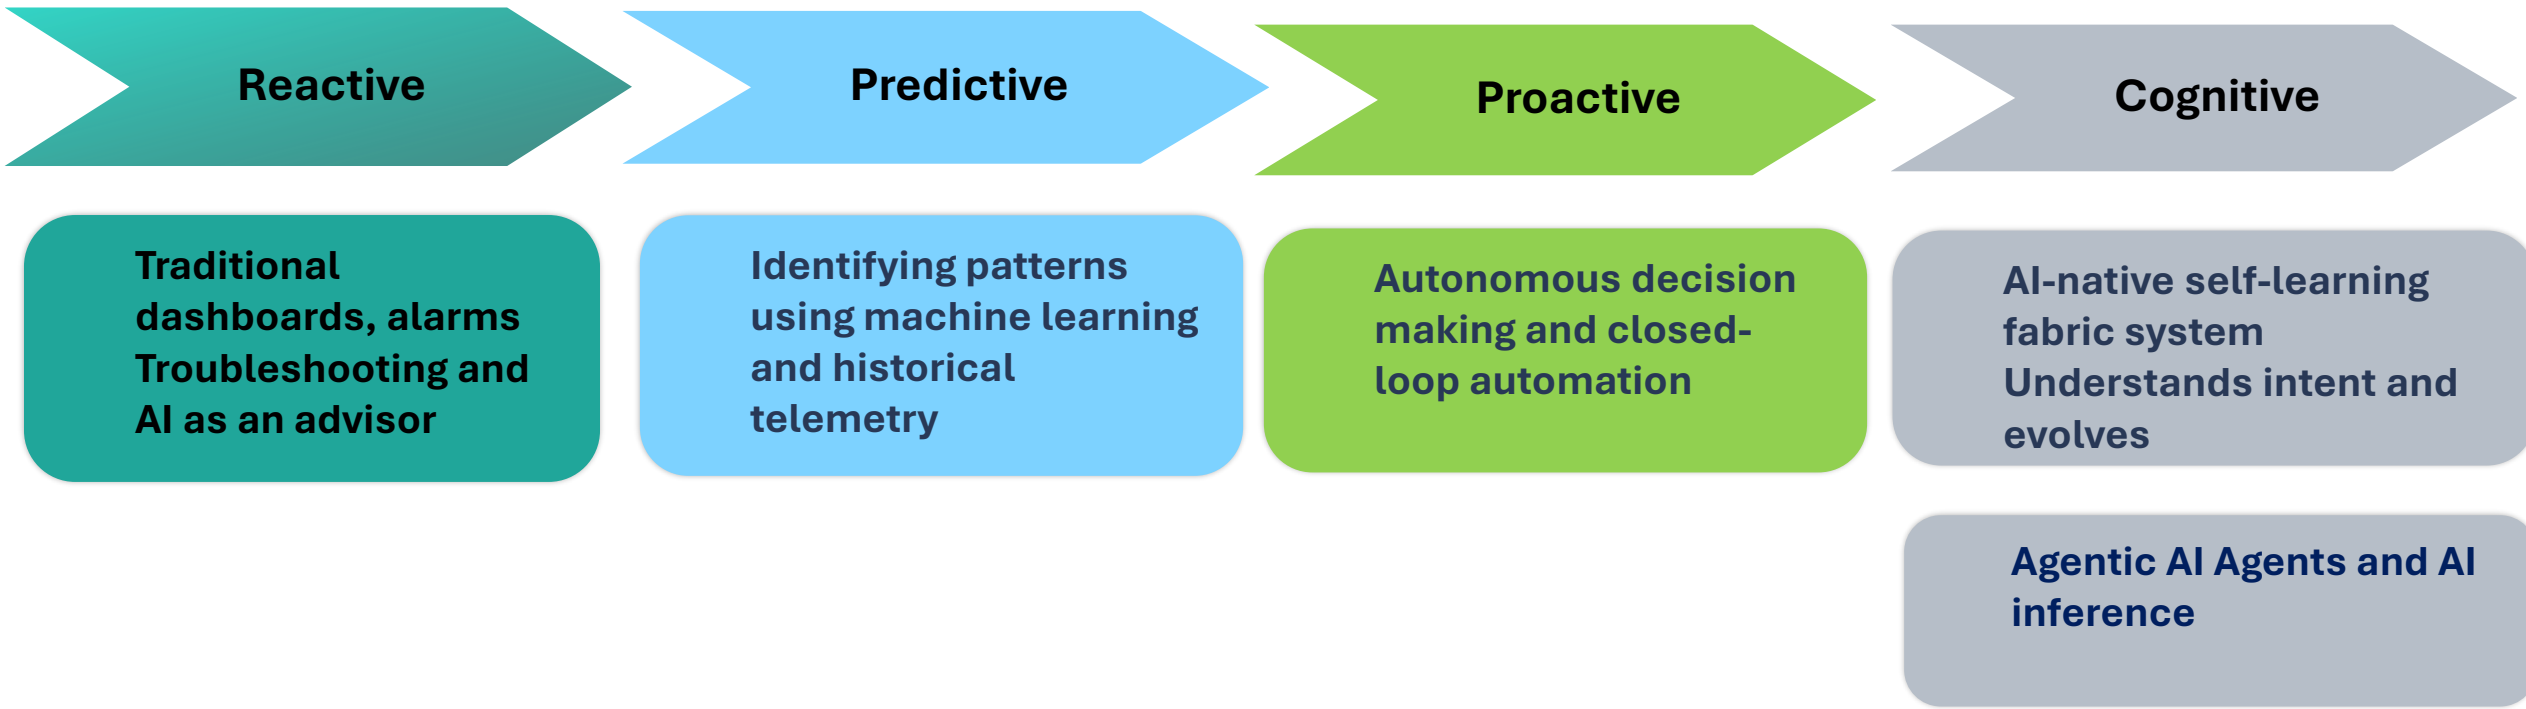 Reactive
Predictive
Proactive
Cognitive
Traditional
dashboards, alarms
Troubleshooting and
AI as an advisor
Identifying patterns
using machine learning
and historical
telemetry
Autonomous decision
making and closed-
loop automation
AI-native self-learning
fabric system
Understands intent and
evolves
Agentic AI Agents and AI
inference